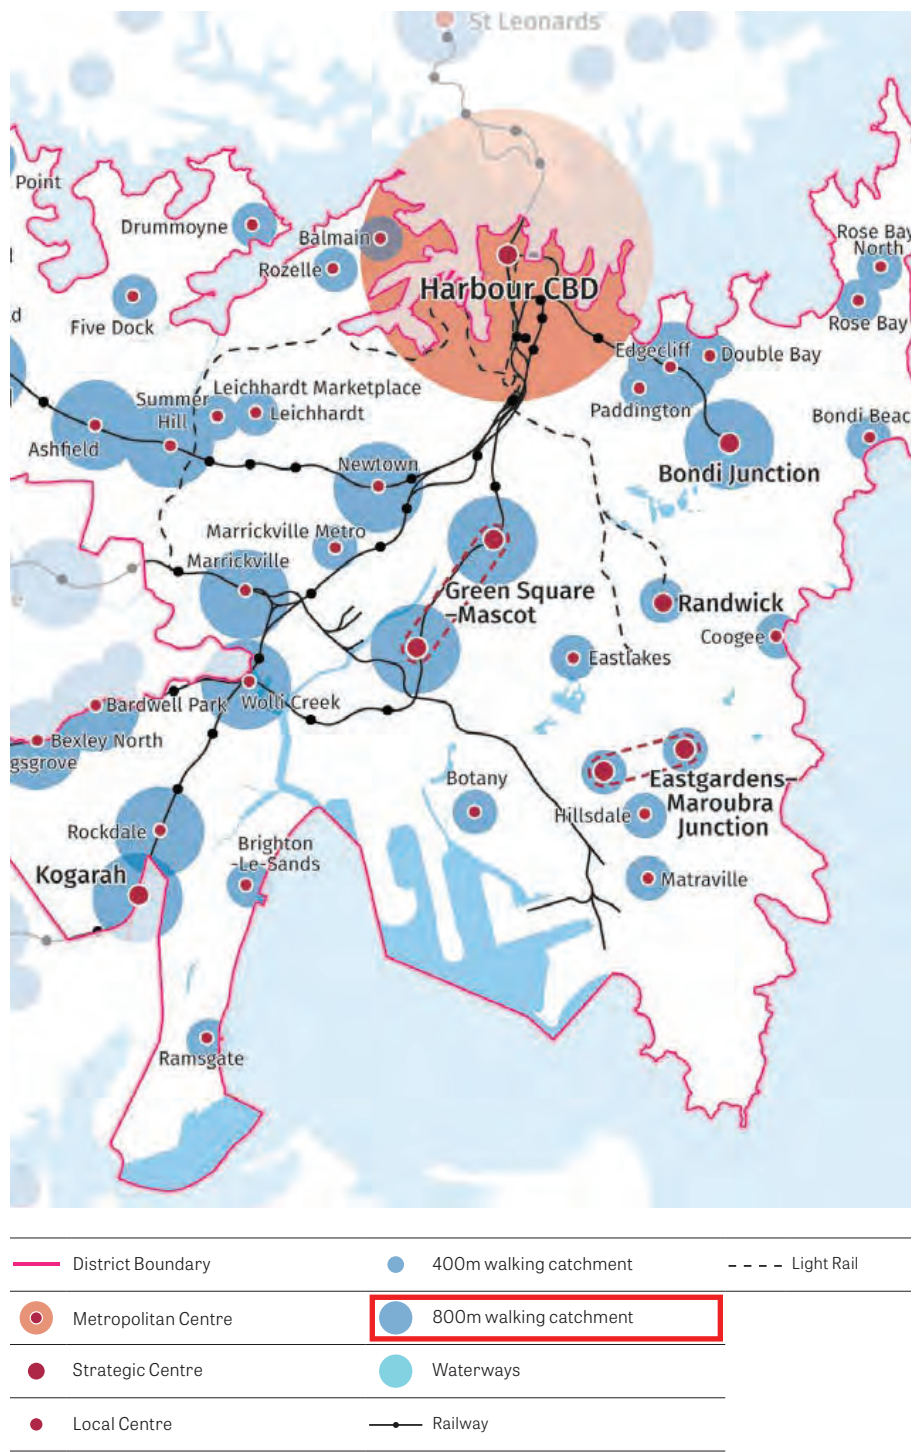 St Leonards
Point
Drummoyne
Balmain
Rozelle
Rose Bay
North
Harbour CBD
d
Five Dock
Rose Bay
Edgecliff
Double Bay
Summer
Hill
Leichhardt Marketplace
Leichhardt
Paddington
Bondi Beac
Ashfield
Newtown
Bondi Junction
Marrickville Metro
Marrickville
Green Square
–Mascot
Randwick
Coogee
Eastlakes
Bardwell Park
Wolli Creek
Bexley North
gsgrove
Botany
Eastgardens–
Maroubra
Junction
Hillsdale
Rockdale
Brighton
-Le-Sands
Kogarah
Matraville
Ramsgate
District Boundary
400m walking catchment
Light Rail
Metropolitan Centre
800m walking catchment
Strategic Centre
Waterways
Local Centre
Railway